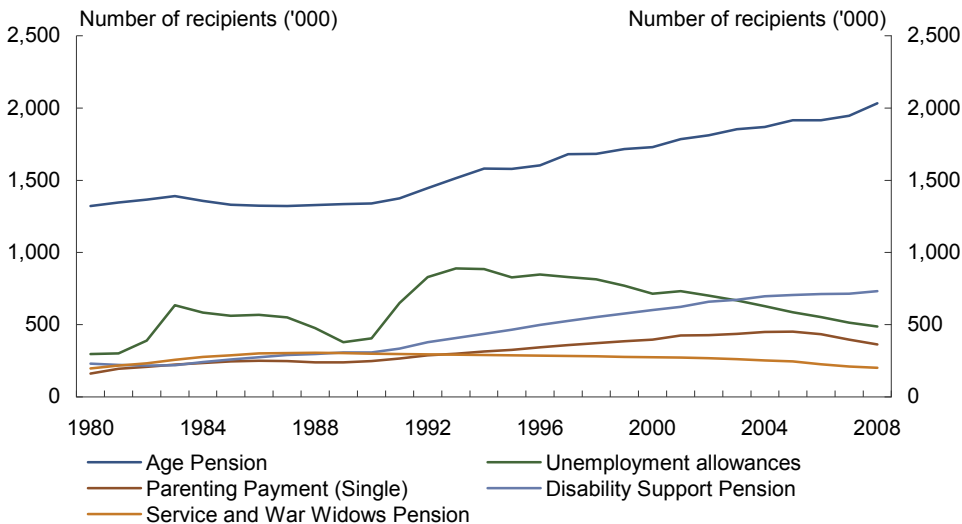 Number of recipients ('000) Number of recipients ('000)
2,500 2,500
2,000 2,000
1,500 1,500
1,000 1,000
500 500
0 0
1980 1984 1988 1992 1996 2000 2004 2008
Age Pension Unemployment allowances
Parenting Payment (Single) Disability Support Pension
Service and War Widows Pension